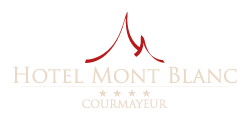 HOTEL MONT BLANC
★ ★ ★ ★
COURMAYEUR